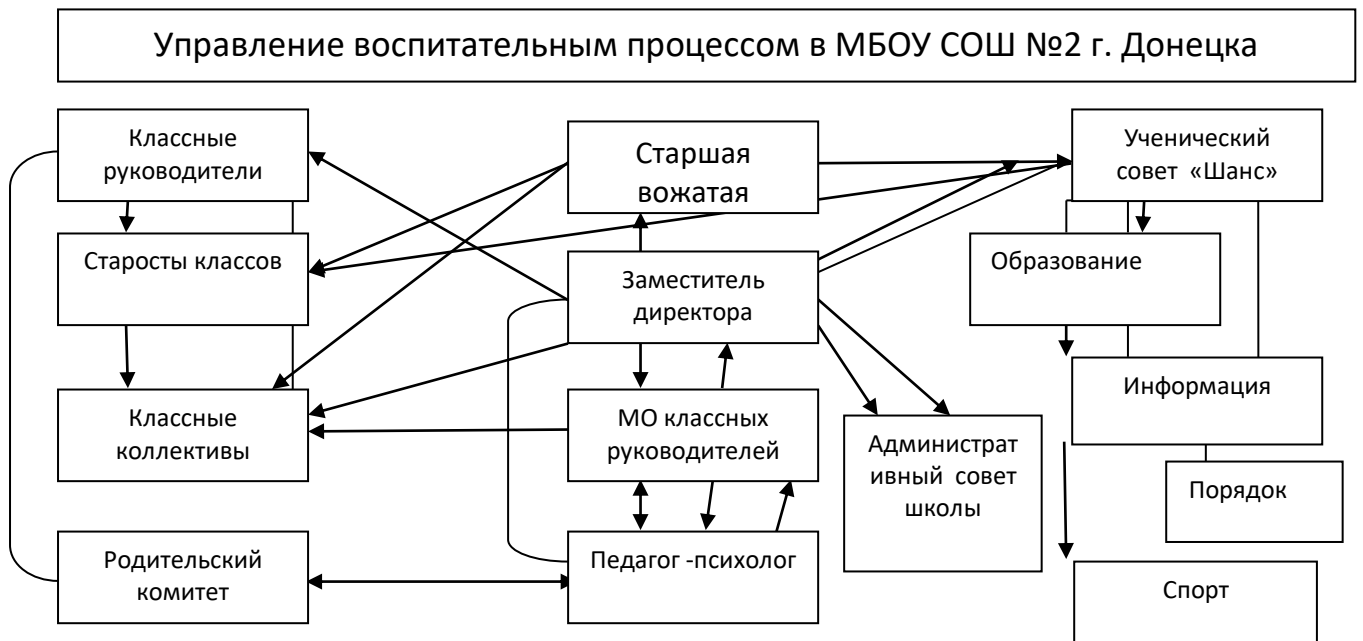 Управление воспитательным процессом в МБОУ СОШ №2 г. Донецка
Классные
руководители
Старшая
вожатая
Ученический
совет «Шанс»
Старосты классов
Заместитель
директора
Образование
Классные
коллективы
МО классных
руководителей
Администрат
ивный совет
школы
Информация
Порядок
Родительский
комитет
Педагог -психолог
Спорт